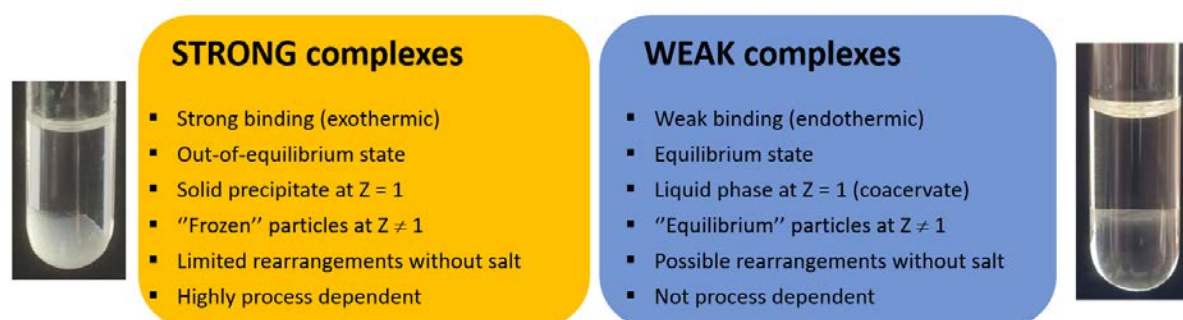 STRONG complexes
▪ Strong binding (exothermic)
▪ Out-of-equilibrium state
▪ Solid precipitate at Z = 1
▪ ‘‘Frozen’’ particles at Z ≠ 1
▪ Limited rearrangements without salt
▪ Highly process dependent
WEAK complexes
▪ Weak binding (endothermic)
▪ Equilibrium state
▪ Liquid phase at Z = 1 (coacervate)
▪ ‘‘Equilibrium’’ particles at Z ≠ 1
▪ Possible rearrangements without salt
▪ Not process dependent